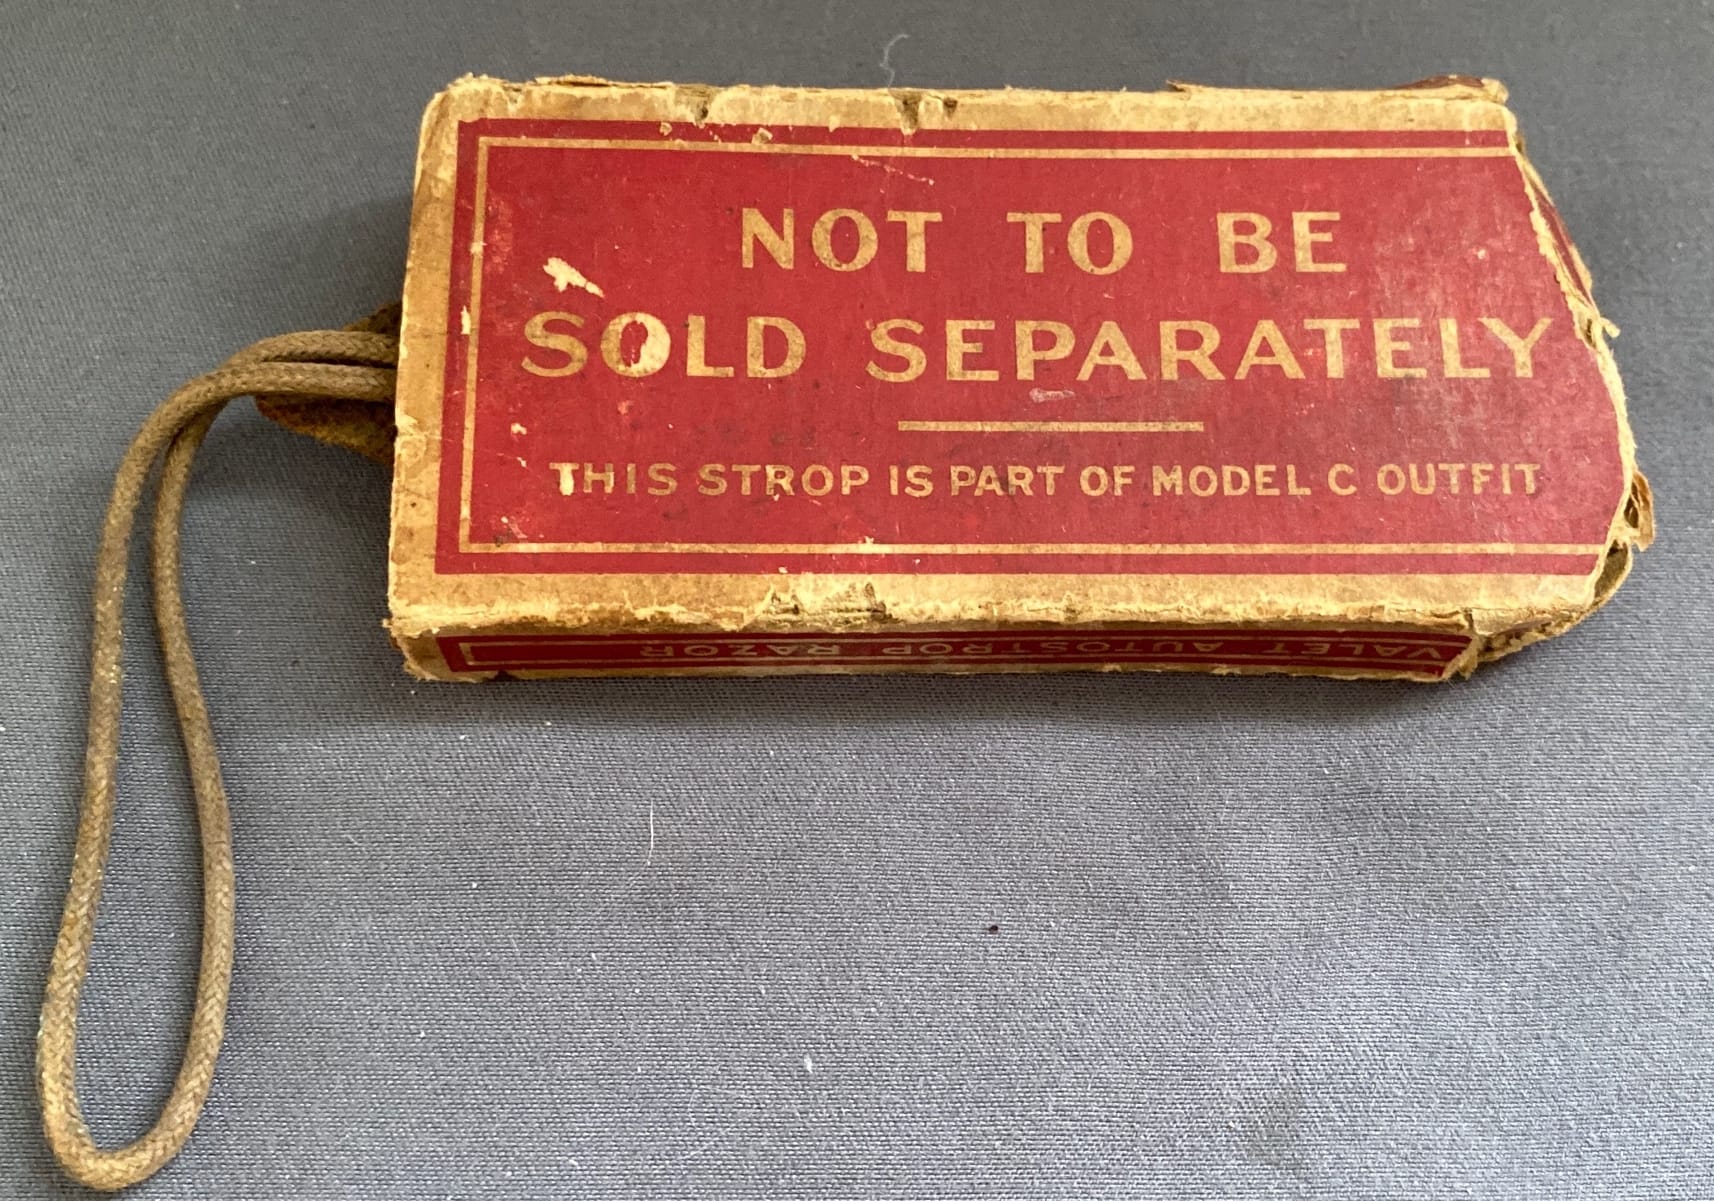 NOT TO BE
SOLD SEPARATELY
THIS STROP IS PART OF MODEL C OUTFIT
VALET AUTOSTROP RAZOR